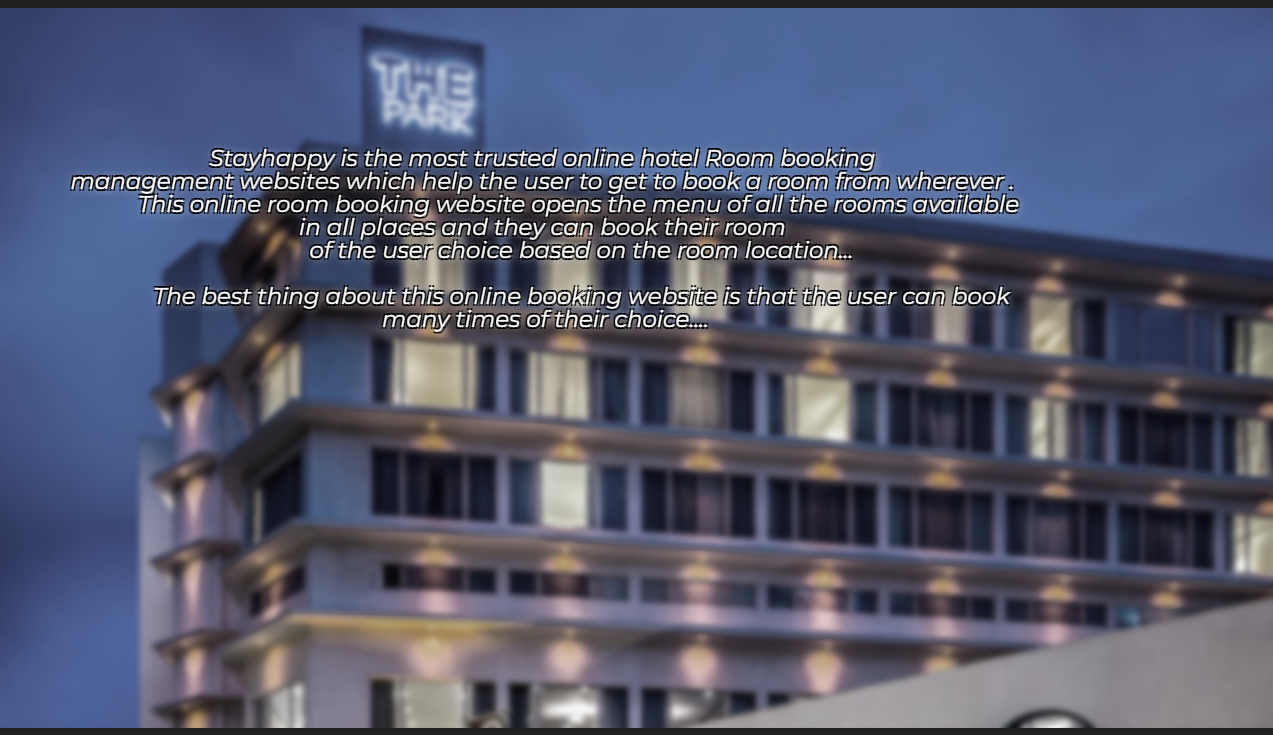 THE
PARK
Stayhappy is the most trusted online hotel Room booking
management websites which help the user to get to book a room from wherever .
This online room booking website opens the menu of all the rooms available
in all places and they can book their room
of the user choice based on the room location...
The best thing about this online booking website is that the user can book
many times of their choice....